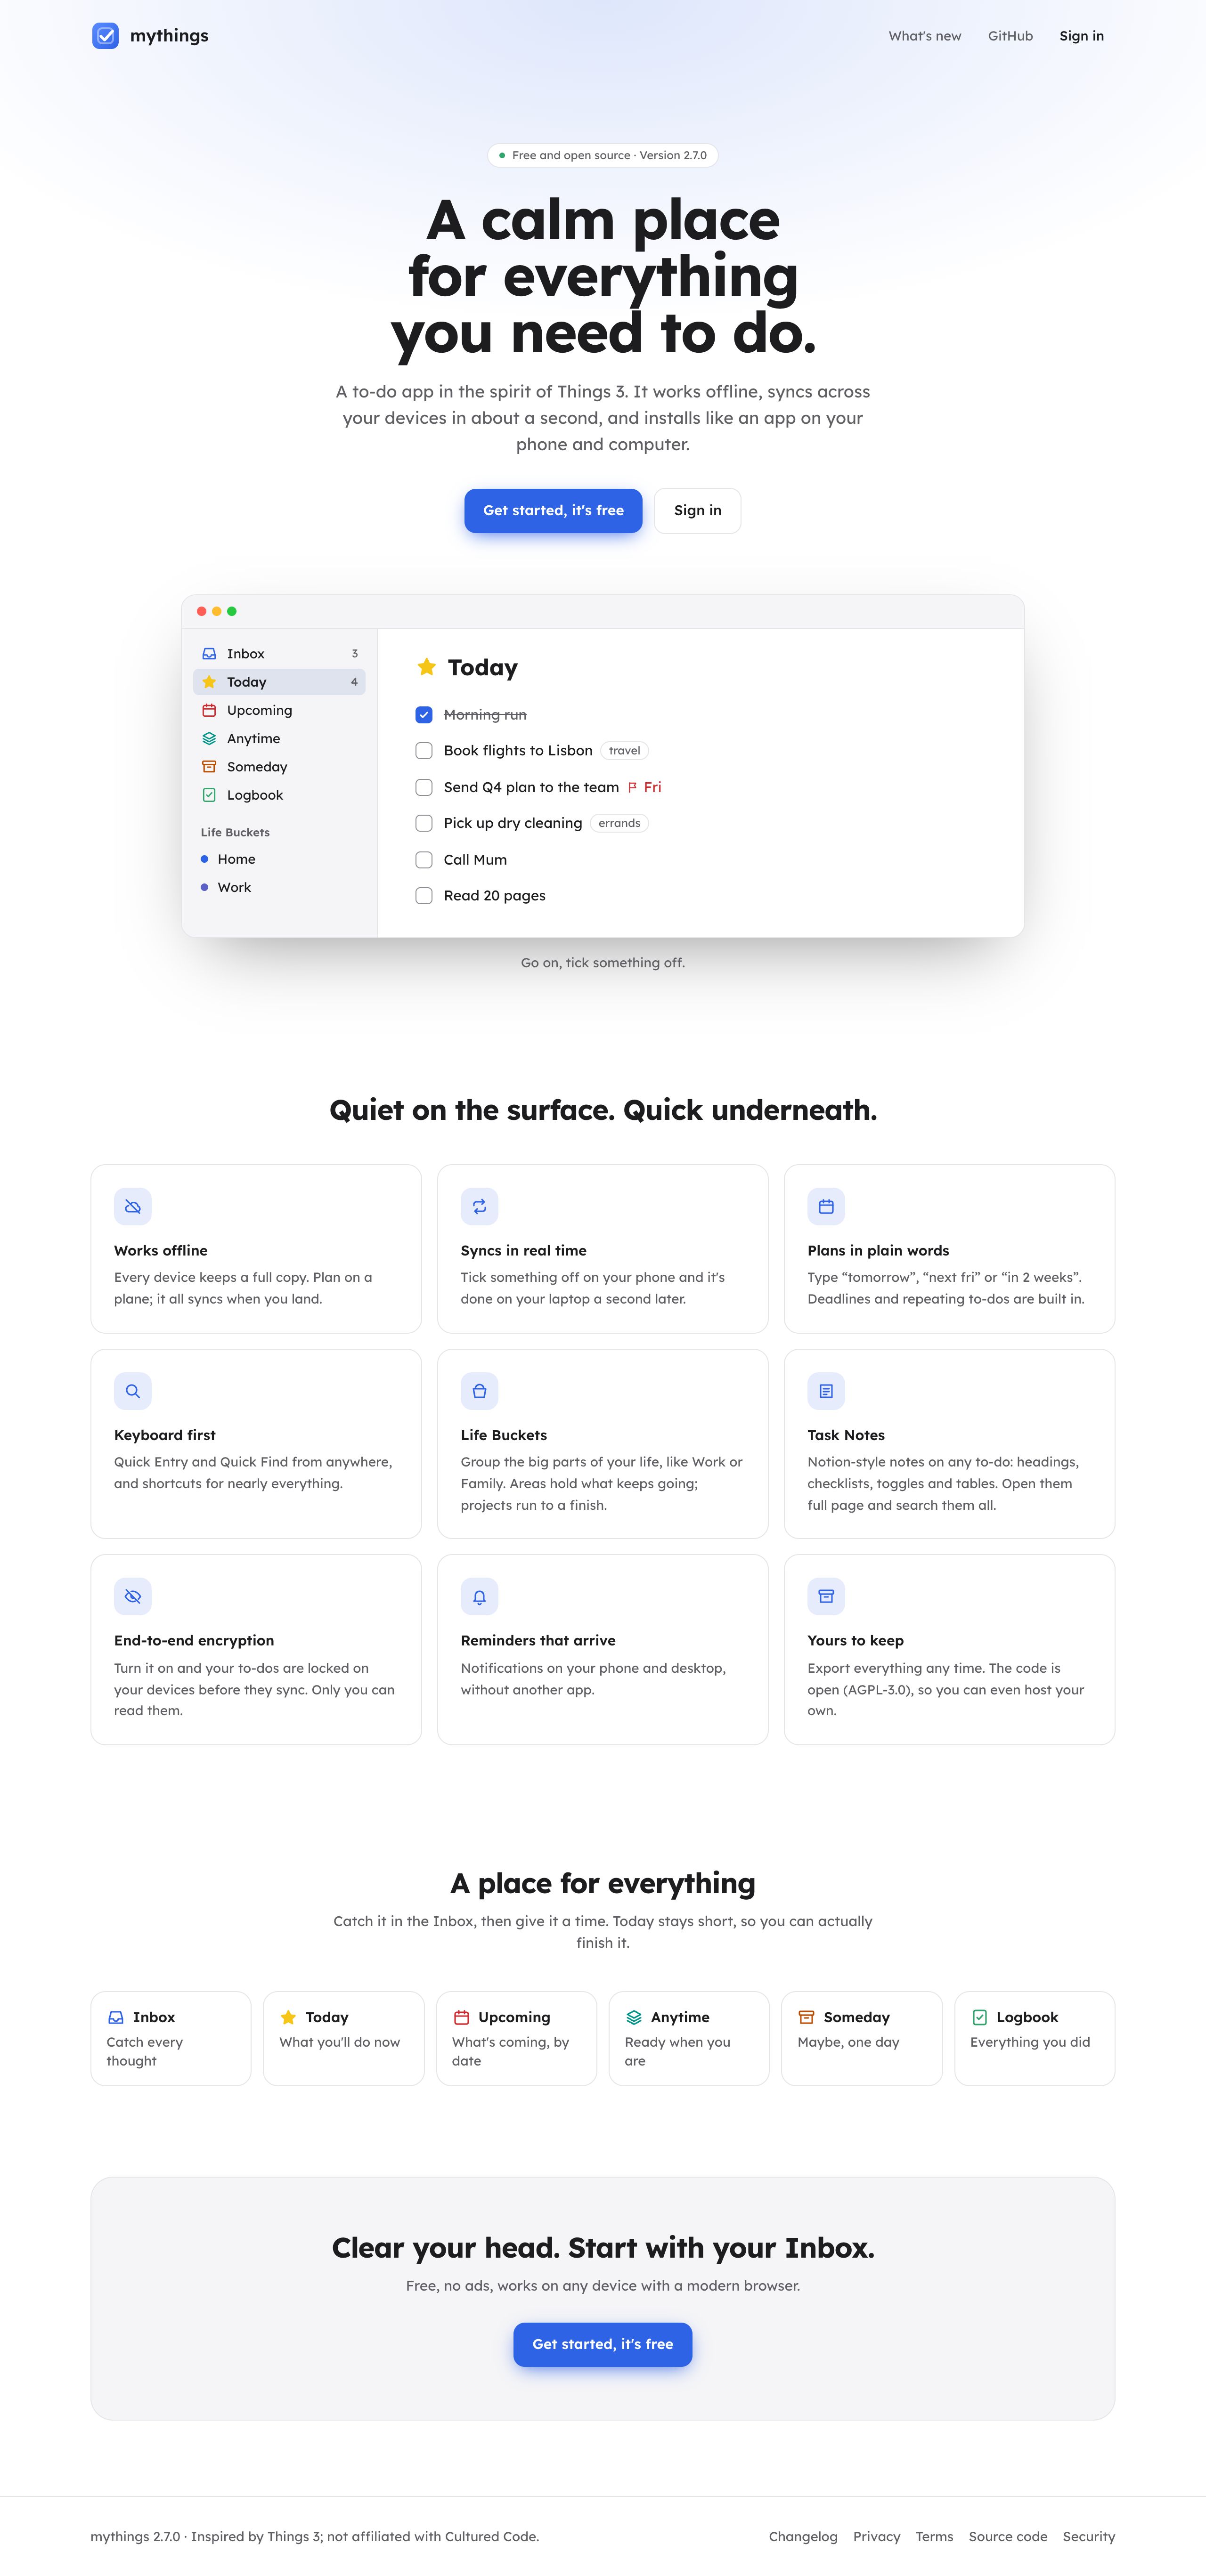 mythings
What's new
GitHub
Sign in
Free and open source · Version 2.7.0
A calm place
for everything
you need to do.
A to-do app in the spirit of Things 3. It works offline, syncs across
your devices in about a second, and installs like an app on your
phone and computer.
Get started, it's free
Sign in
Inbox 3
Today 4
Upcoming
Anytime
Someday
Logbook
Life Buckets
Home
Work
Today
Morning run
Book flights to Lisbon travel
Send Q4 plan to the team Fri
Pick up dry cleaning errands
Call Mum
Read 20 pages
Go on, tick something off.
Quiet on the surface. Quick underneath.
Works offline
Every device keeps a full copy. Plan on a
plane; it all syncs when you land.
Syncs in real time
Tick something off on your phone and it's
done on your laptop a second later.
Plans in plain words
Type “tomorrow”, “next fri” or “in 2 weeks”.
Deadlines and repeating to-dos are built in.
Keyboard first
Quick Entry and Quick Find from anywhere,
and shortcuts for nearly everything.
Life Buckets
Group the big parts of your life, like Work or
Family. Areas hold what keeps going;
projects run to a finish.
Task Notes
Notion-style notes on any to-do: headings,
checklists, toggles and tables. Open them
full page and search them all.
End-to-end encryption
Turn it on and your to-dos are locked on
your devices before they sync. Only you can
read them.
Reminders that arrive
Notifications on your phone and desktop,
without another app.
Yours to keep
Export everything any time. The code is
open (AGPL-3.0), so you can even host your
own.
A place for everything
Catch it in the Inbox, then give it a time. Today stays short, so you can actually
finish it.
Inbox
Catch every
thought
Today
What you'll do now
Upcoming
What's coming, by
date
Anytime
Ready when you
are
Someday
Maybe, one day
Logbook
Everything you did
Clear your head. Start with your Inbox.
Free, no ads, works on any device with a modern browser.
Get started, it's free
mythings 2.7.0 · Inspired by Things 3; not affiliated with Cultured Code.
Changelog
Privacy
Terms
Source code
Security